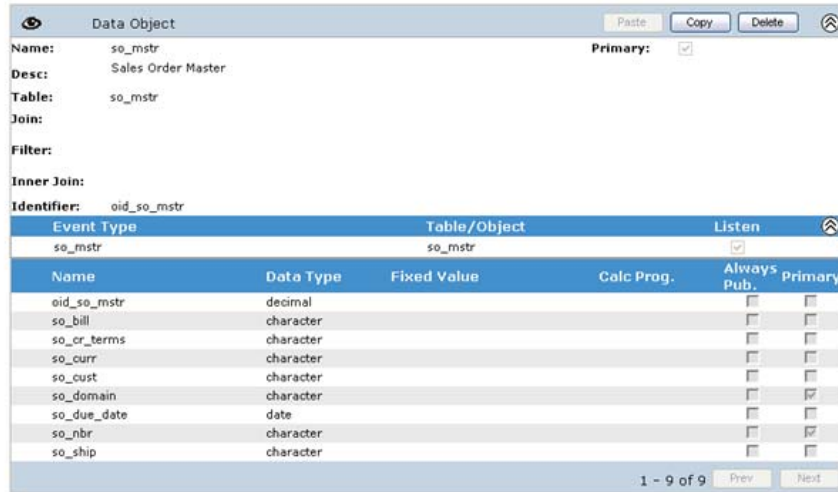 Data Object Paste Copy Delete
Name: so_mstr Primary:
Desc: Sales Order Master
Table: so_mstr
Join:
Filter:
Inner Join:
Identifier: oid_so_mstr
Event Type Table/Object Listen
so_mstr so_mstr
Name Data Type Fixed Value Calc Prog. Always Pub. Primary
oid_so_mstr decimal
so_bill character
so_cr_terms character
so_curr character
so_cust character
so_domain character
so_due_date date
so_nbr character
so_ship character
1 - 9 of 9 Prev Next